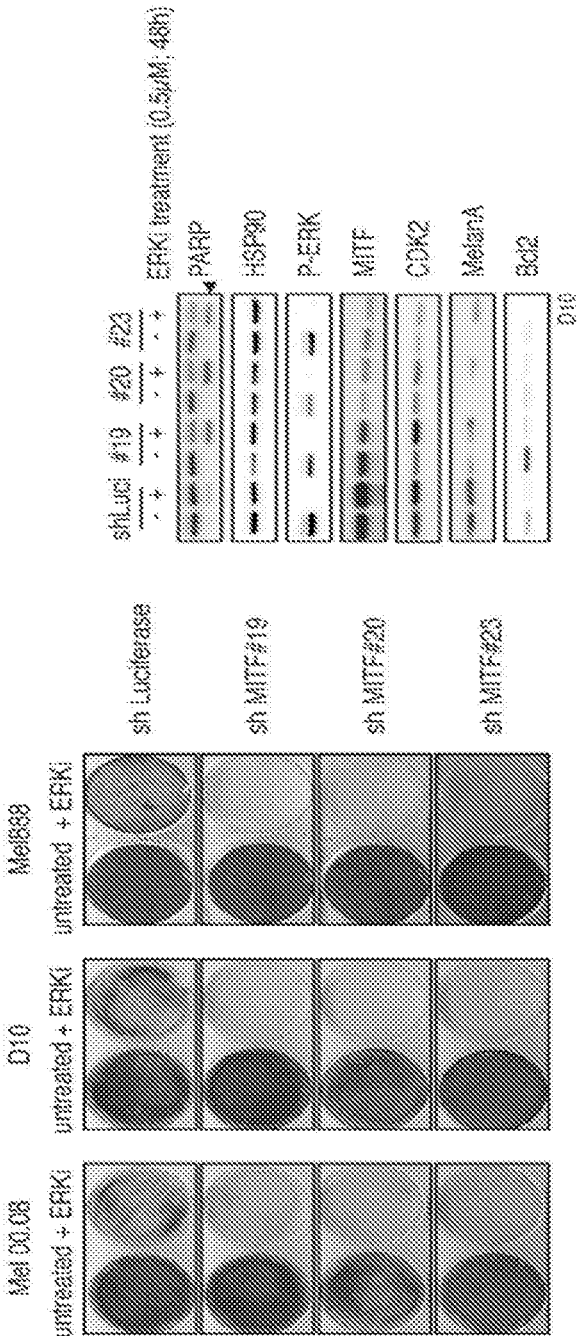 Mel 00.08 D10 Mel888
untreated + ERKi untreated + ERKi untreated + ERKi
sh Luciferase
sh MITF#19
sh MITF#20
sh MITF#23
shLuci #19 #20 #23
- + - + - + - + ERKi treatment (0.5µM; 48h)
PARP
HSP90
P-ERK
MITF
CDK2
MelanA
Bcl2
D10